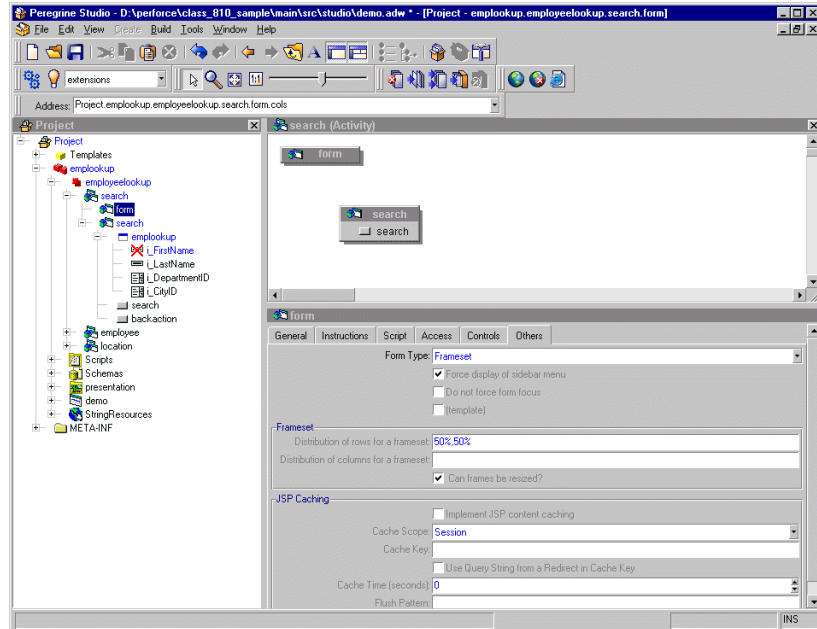 Peregrine Studio - D:\perforce\class_810_sample\main\src\studio\demo.adw * - [Project - emplookup.employeelookup.search.form]
File Edit View Create Build Tools Window Help
A
extensions
1:1
Address: Project.emplookup.employeelookup.search.form.cols
Project
search (Activity)
Project
Templates
emplookup
employeelookup
search
form
search
emplookup
i_FirstName
i_LastName
i_DepartmentID
i_CityID
search
backaction
employee
location
Scripts
Schemas
presentation
demo
StringResources
META-INF
form
search
search
form
General Instructions Script Access Controls Others
Form Type: Frameset
Force display of sidebar menu
Do not force form focus
(template)
Frameset
Distribution of rows for a frameset: 50%,50%
Distribution of columns for a frameset:
Can frames be resized?
JSP Caching
Implement JSP content caching
Cache Scope: Session
Cache Key:
Use Query String from a Redirect in Cache Key
Cache Time (seconds): 0
Flush Pattern:
INS